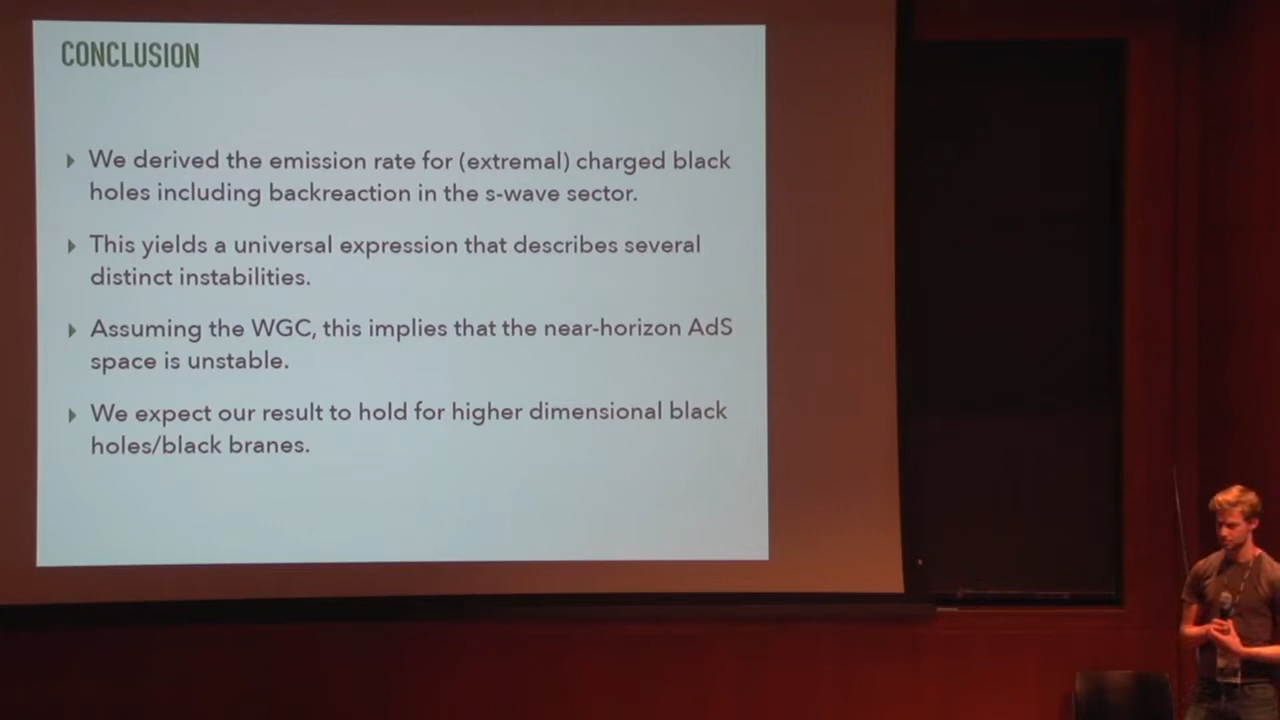 CONCLUSION
We derived the emission rate for (extremal) charged black
holes including backreaction in the s-wave sector.
This yields a universal expression that describes several
distinct instabilities.
Assuming the WGC, this implies that the near-horizon AdS
space is unstable.
We expect our result to hold for higher dimensional black
holes/black branes.